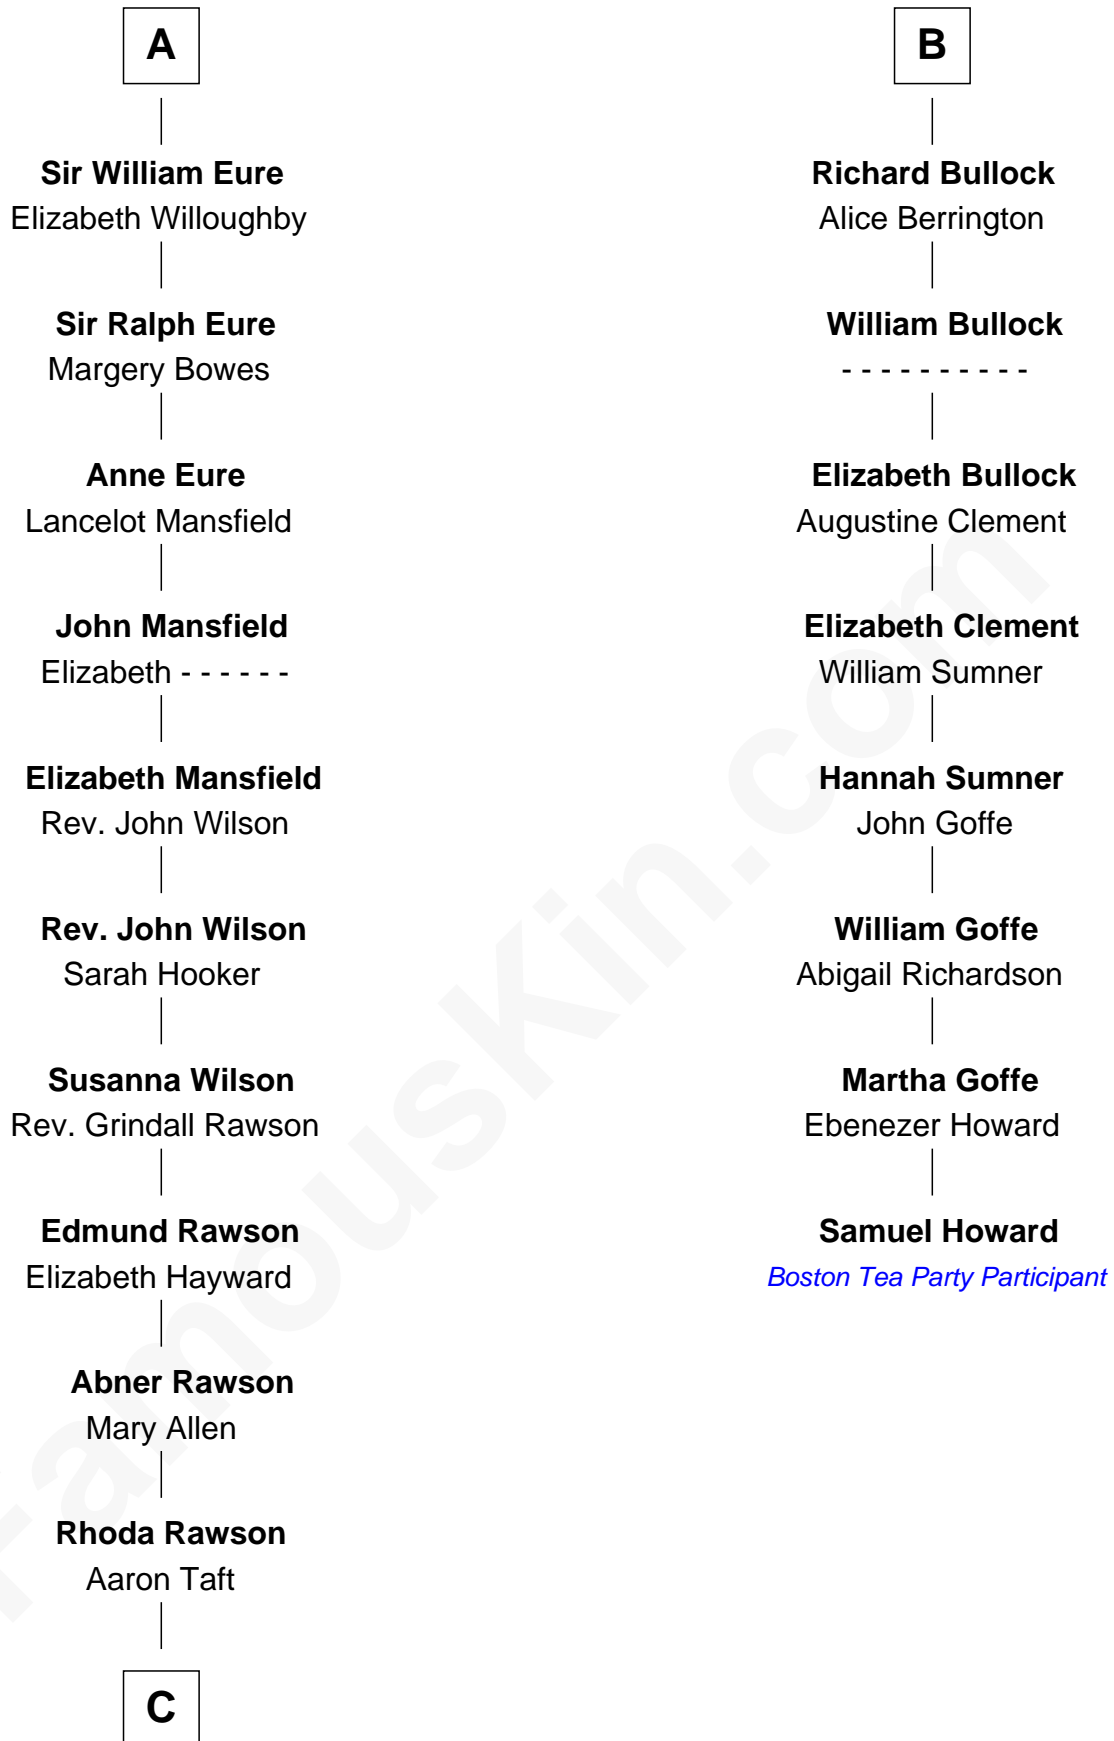 A
Sir William Eure
Elizabeth Willoughby
Sir Ralph Eure
Margery Bowes
Anne Eure
Lancelot Mansfield
John Mansfield
Elizabeth - - - - - -
Elizabeth Mansfield
Rev. John Wilson
Rev. John Wilson
Sarah Hooker
Susanna Wilson
Rev. Grindall Rawson
Edmund Rawson
Elizabeth Hayward
Abner Rawson
Mary Allen
Rhoda Rawson
Aaron Taft
C
B
Richard Bullock
Alice Berrington
William Bullock
- - - - - - - - - -
Elizabeth Bullock
Augustine Clement
Elizabeth Clement
William Sumner
Hannah Sumner
John Goffe
William Goffe
Abigail Richardson
Martha Goffe
Ebenezer Howard
Samuel Howard
Boston Tea Party Participant
FamousKin.com